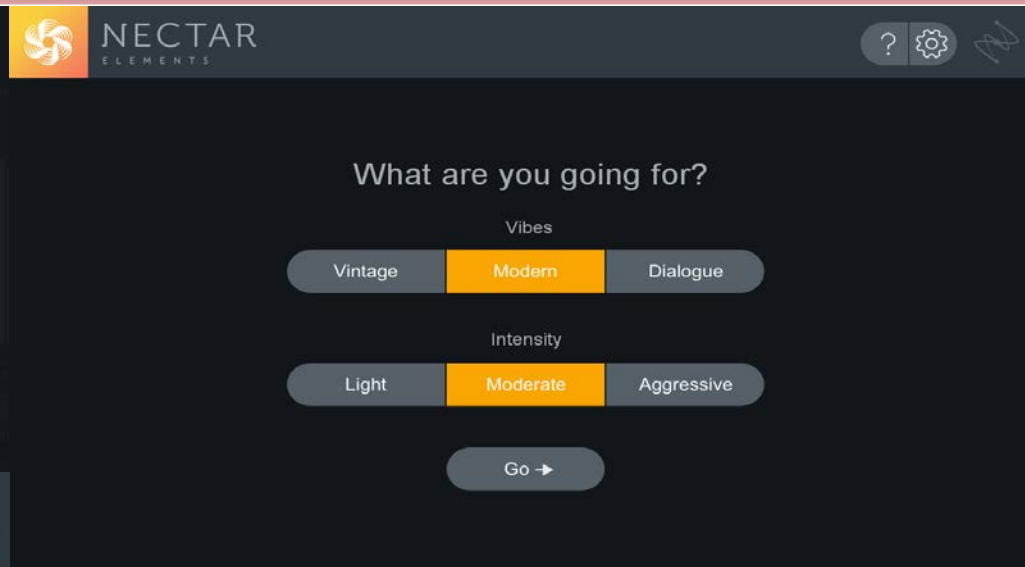 NECTAR
ELEMENTS
?
What are you going for?
Vibes
Vintage Modern Dialogue
Intensity
Light Moderate Aggressive
Go